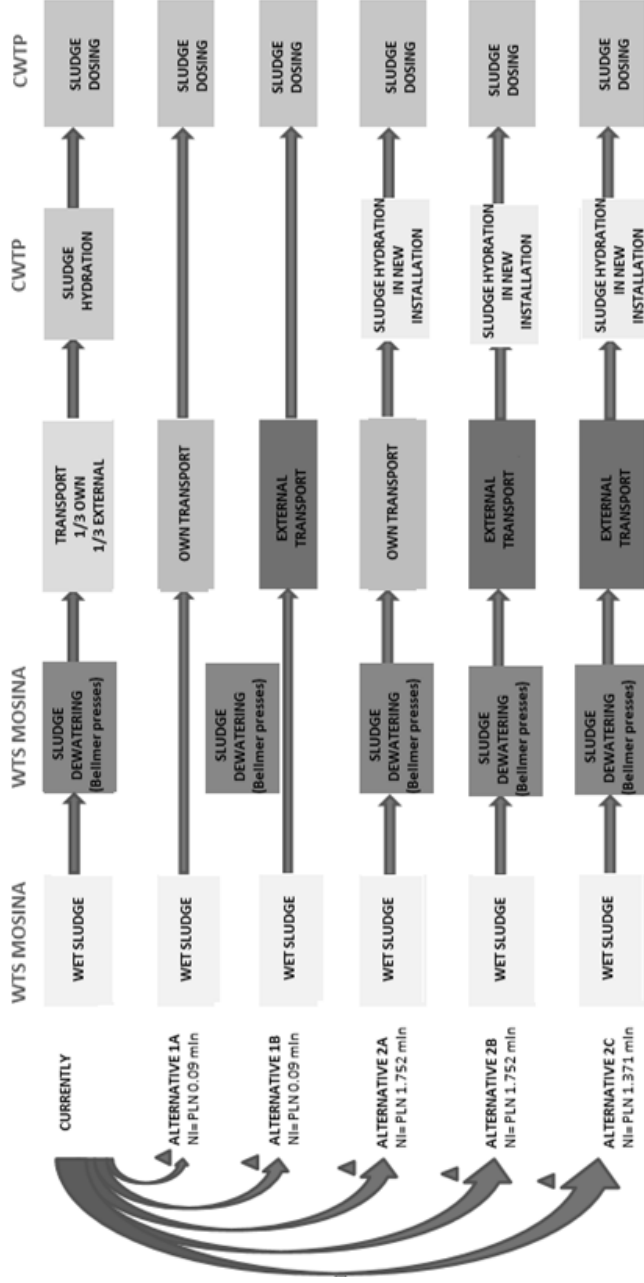 WTS MOSINA
WTS MOSINA
CWTP
CWTP
CURRENTLY
WET SLUDGE
SLUDGE
DEWATERING
(Bellmer presses)
TRANSPORT
1/3 OWN
1/3 EXTERNAL
SLUDGE
HYDRATION
SLUDGE
DOSING
ALTERNATIVE 1A
NI= PLN 0.09 mln
WET SLUDGE
OWN TRANSPORT
SLUDGE
DOSING
SLUDGE
DEWATERING
(Bellmer presses)
ALTERNATIVE 1B
NI= PLN 0.09 mln
WET SLUDGE
EXTERNAL
TRANSPORT
SLUDGE
DOSING
ALTERNATIVE 2A
NI= PLN 1.752 mln
WET SLUDGE
SLUDGE
DEWATERING
(Bellmer presses)
OWN TRANSPORT
SLUDGE HYDRATION
IN NEW
INSTALLATION
SLUDGE
DOSING
ALTERNATIVE 2B
NI= PLN 1.752 mln
WET SLUDGE
SLUDGE
DEWATERING
(Bellmer presses)
EXTERNAL
TRANSPORT
SLUDGE HYDRATION
IN NEW
INSTALLATION
SLUDGE
DOSING
ALTERNATIVE 2C
NI= PLN 1.371 mln
WET SLUDGE
SLUDGE
DEWATERING
(Bellmer presses)
EXTERNAL
TRANSPORT
SLUDGE HYDRATION
IN NEW
INSTALLATION
SLUDGE
DOSING